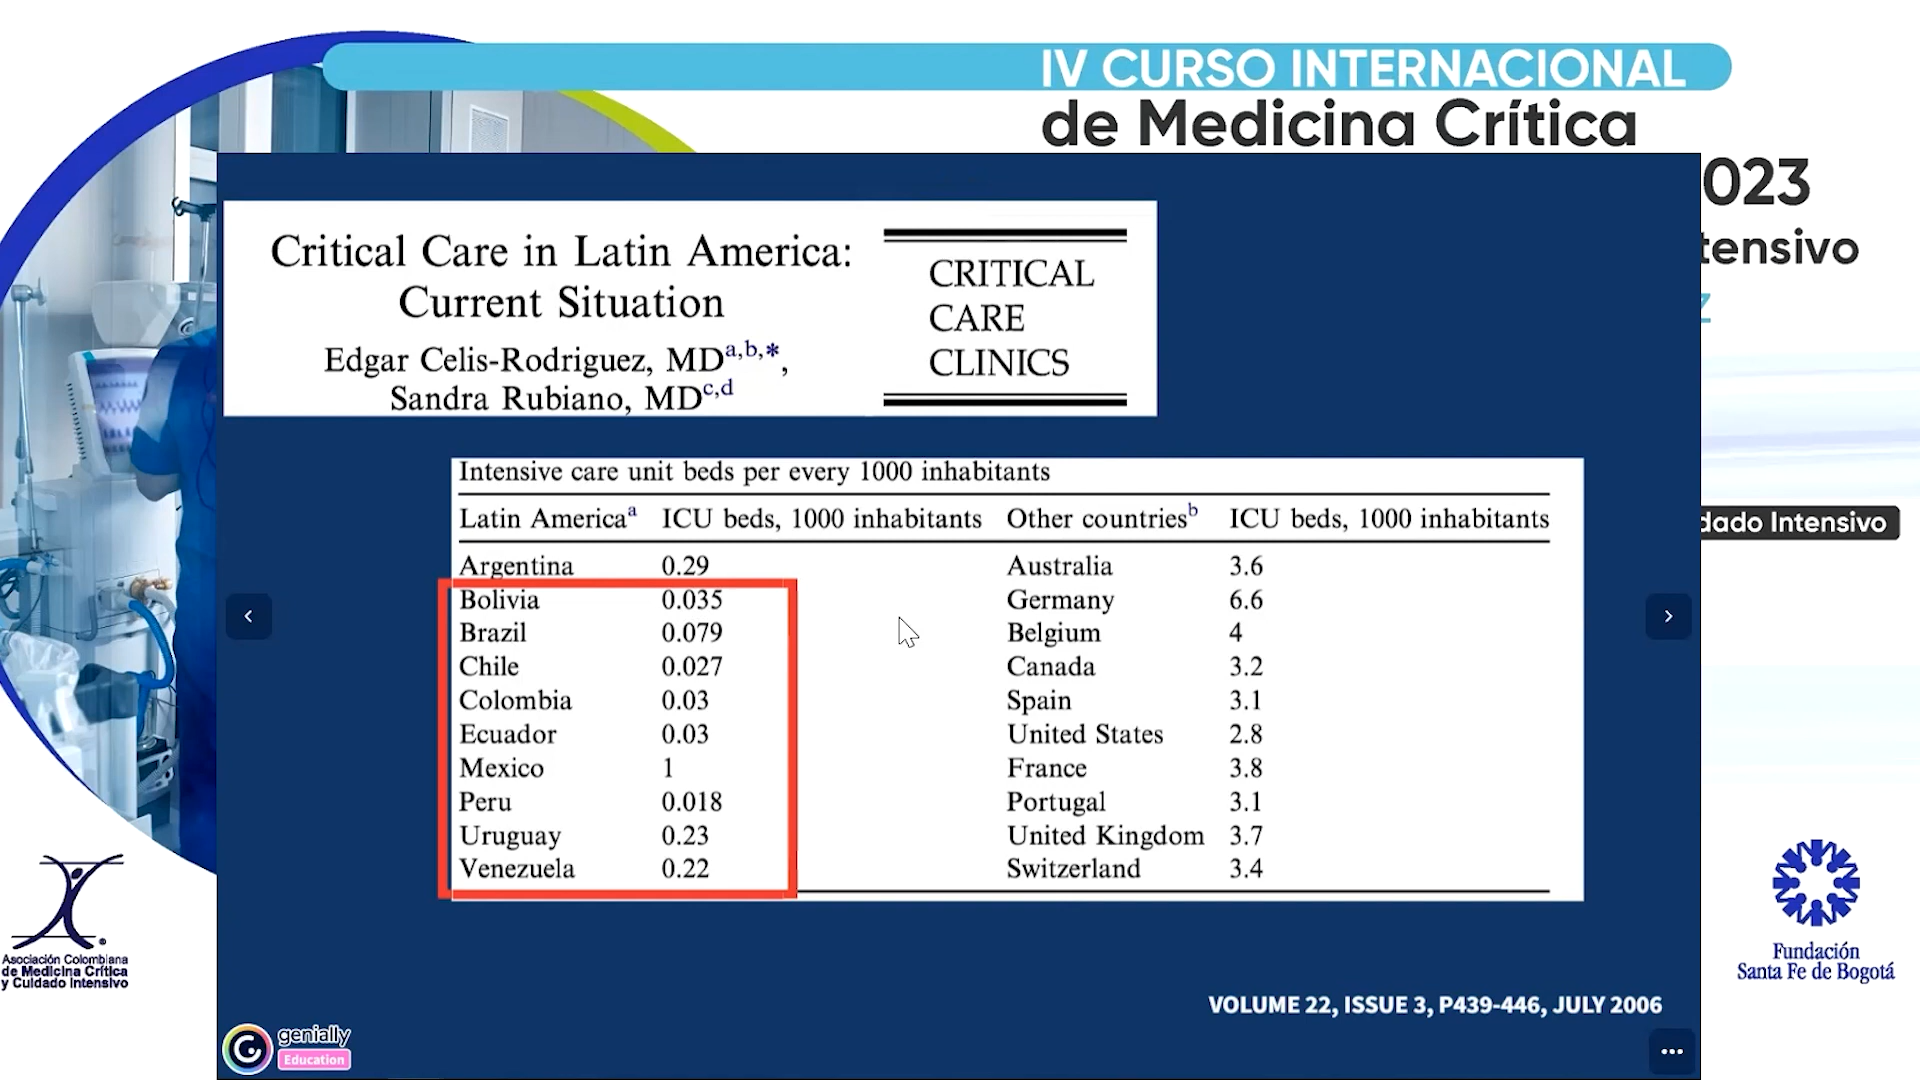 IV CURSO INTERNACIONAL
de Medicina Crítica
023
tensivo
Critical Care in Latin America:
Current Situation
Edgar Celis-Rodriguez, MDa,b,*,
Sandra Rubiano, MDc,d
CRITICAL
CARE
CLINICS
Intensive care unit beds per every 1000 inhabitants
Latin Americaa ICU beds, 1000 inhabitants Other countriesb ICU beds, 1000 inhabitants
Argentina 0.29 Australia 3.6
Bolivia 0.035 Germany 6.6
Brazil 0.079 Belgium 4
Chile 0.027 Canada 3.2
Colombia 0.03 Spain 3.1
Ecuador 0.03 United States 2.8
Mexico 1 France 3.8
Peru 0.018 Portugal 3.1
Uruguay 0.23 United Kingdom 3.7
Venezuela 0.22 Switzerland 3.4
dado Intensivo
VOLUME 22, ISSUE 3, P439-446, JULY 2006
genially
Education
Asociación Colombiana
de Medicina Crítica
y Cuidado Intensivo
Fundación
Santa Fe de Bogotá